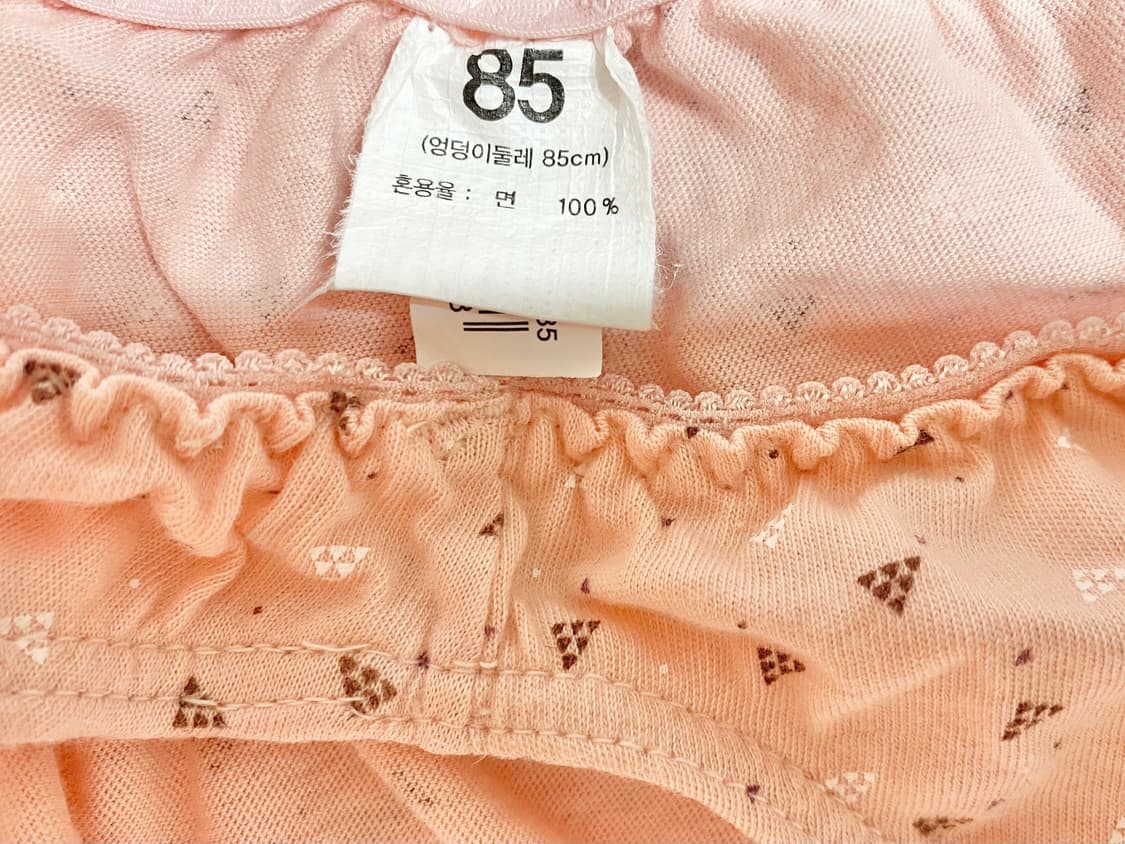 85
(엉덩이둘레 85cm)
혼용율 : 면 100 %